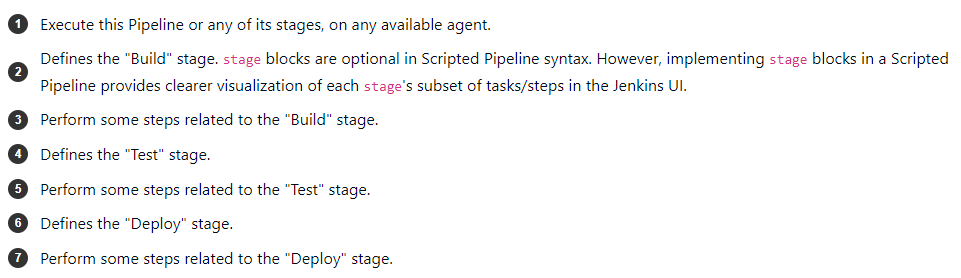 1 Execute this Pipeline or any of its stages, on any available agent.
2 Defines the "Build" stage. stage blocks are optional in Scripted Pipeline syntax. However, implementing stage blocks in a Scripted
Pipeline provides clearer visualization of each stage's subset of tasks/steps in the Jenkins UI.
3 Perform some steps related to the "Build" stage.
4 Defines the "Test" stage.
5 Perform some steps related to the "Test" stage.
6 Defines the "Deploy" stage.
7 Perform some steps related to the "Deploy" stage.